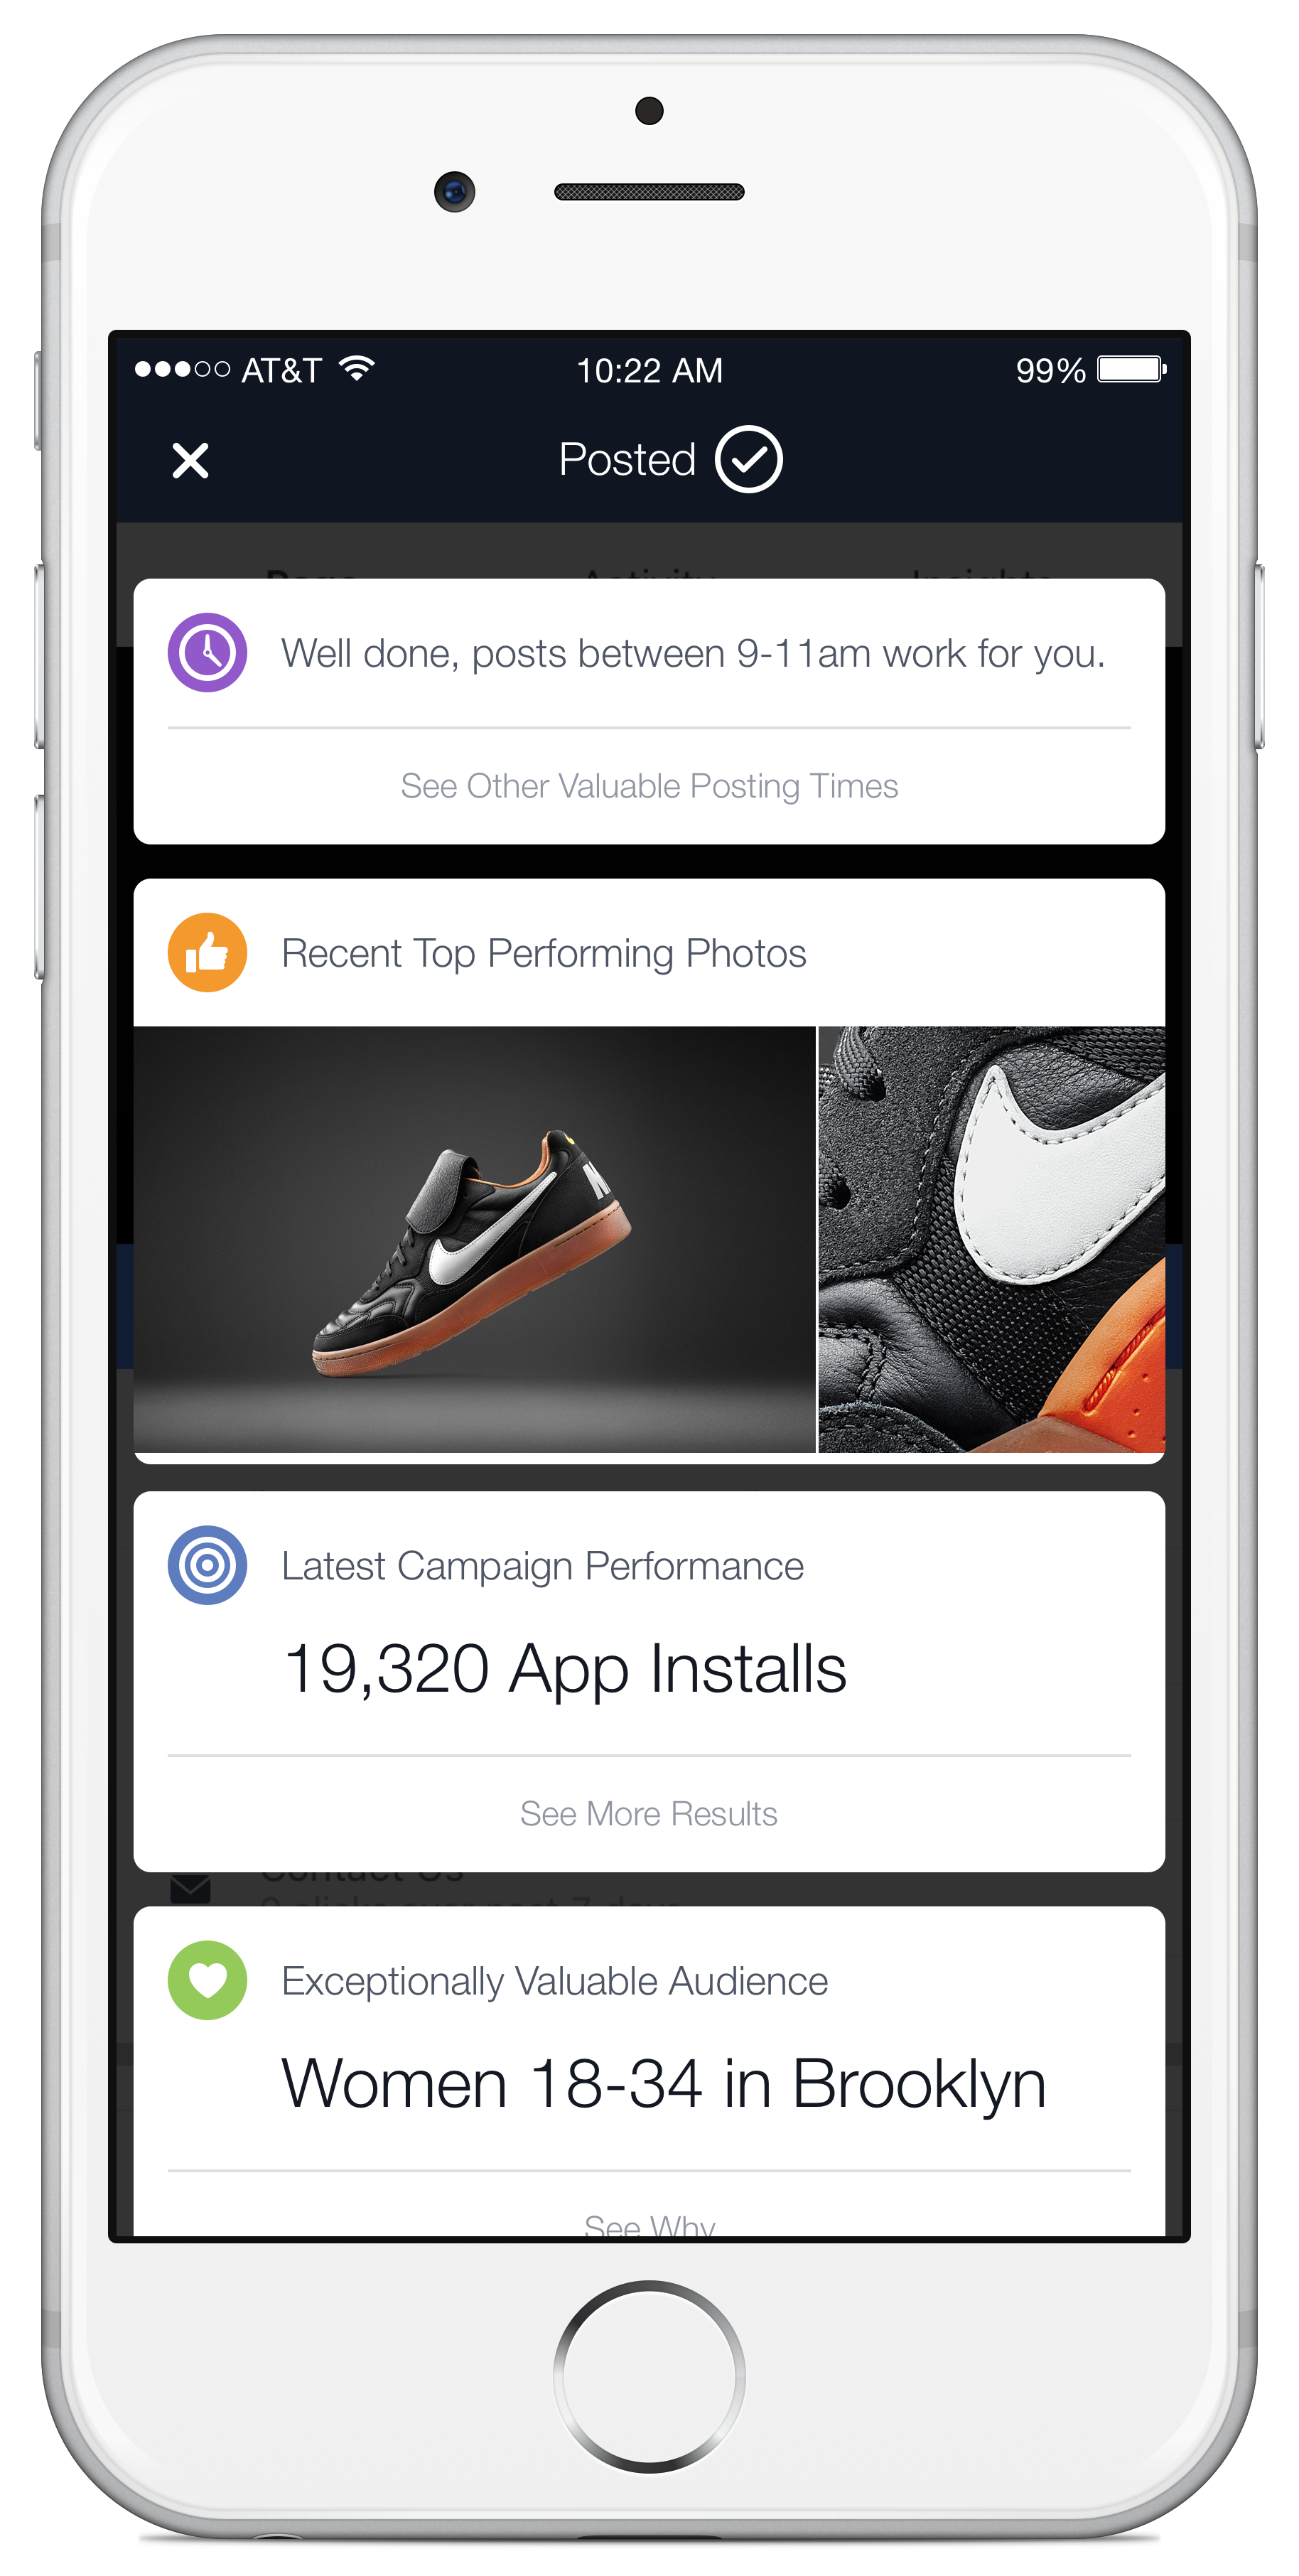 AT&T 10:22 AM 99%
Posted
Well done, posts between 9-11am work for you.
See Other Valuable Posting Times
Recent Top Performing Photos
Latest Campaign Performance
19,320 App Installs
See More Results
Contact Us
Exceptionally Valuable Audience
Women 18-34 in Brooklyn
See Why